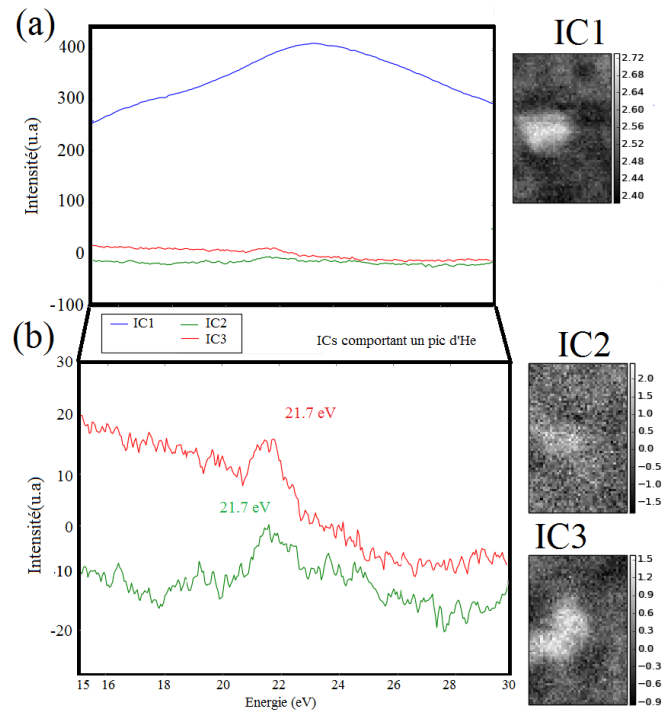 (a)
Intensité(u.a)
400
300
200
400
0
-100
IC1
2.72
2.68
2.64
2.60
2.56
2.52
2.48
2.44
2.40
IC1
IC2
IC3
ICs comportant un pic d'He
(b)
Intensité(u.a)
30
20
10
0
-10
-20
21.7 eV
21.7 eV
15 16 18 20 22 24 26 28 30
Energie (eV)
IC2
2.0
1.5
1.0
0.5
0.0
-0.5
-1.0
-1.5
IC3
1.5
1.2
0.9
0.6
0.3
0.0
-0.3
-0.6
-0.9